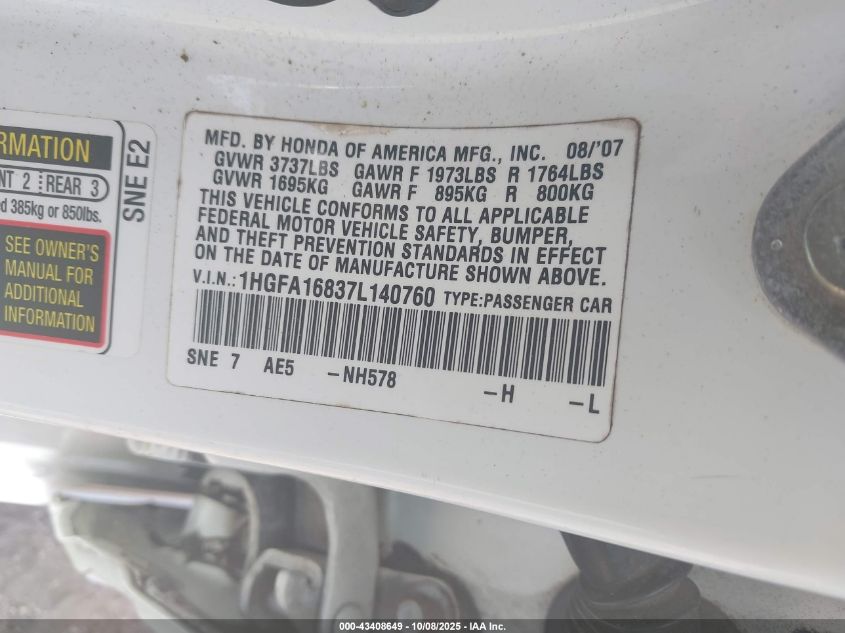 RMATION
NT 2 REAR 3
d 385kg or 850lbs.
SEE OWNER'S
MANUAL FOR
ADDITIONAL
INFORMATION
SNE E2
MFD. BY HONDA OF AMERICA MFG., INC. 08/'07
GVWR 3737LBS GAWR F 1973LBS R 1764LBS
GVWR 1695KG GAWR F 895KG R 800KG
THIS VEHICLE CONFORMS TO ALL APPLICABLE
FEDERAL MOTOR VEHICLE SAFETY, BUMPER,
AND THEFT PREVENTION STANDARDS IN EFFECT
ON THE DATE OF MANUFACTURE SHOWN ABOVE.
V.I.N.: 1HGFA16837L140760 TYPE:PASSENGER CAR
SNE 7 AE5 -NH578 -H -L
000-43408649 - 10/08/2025 - IAA Inc.